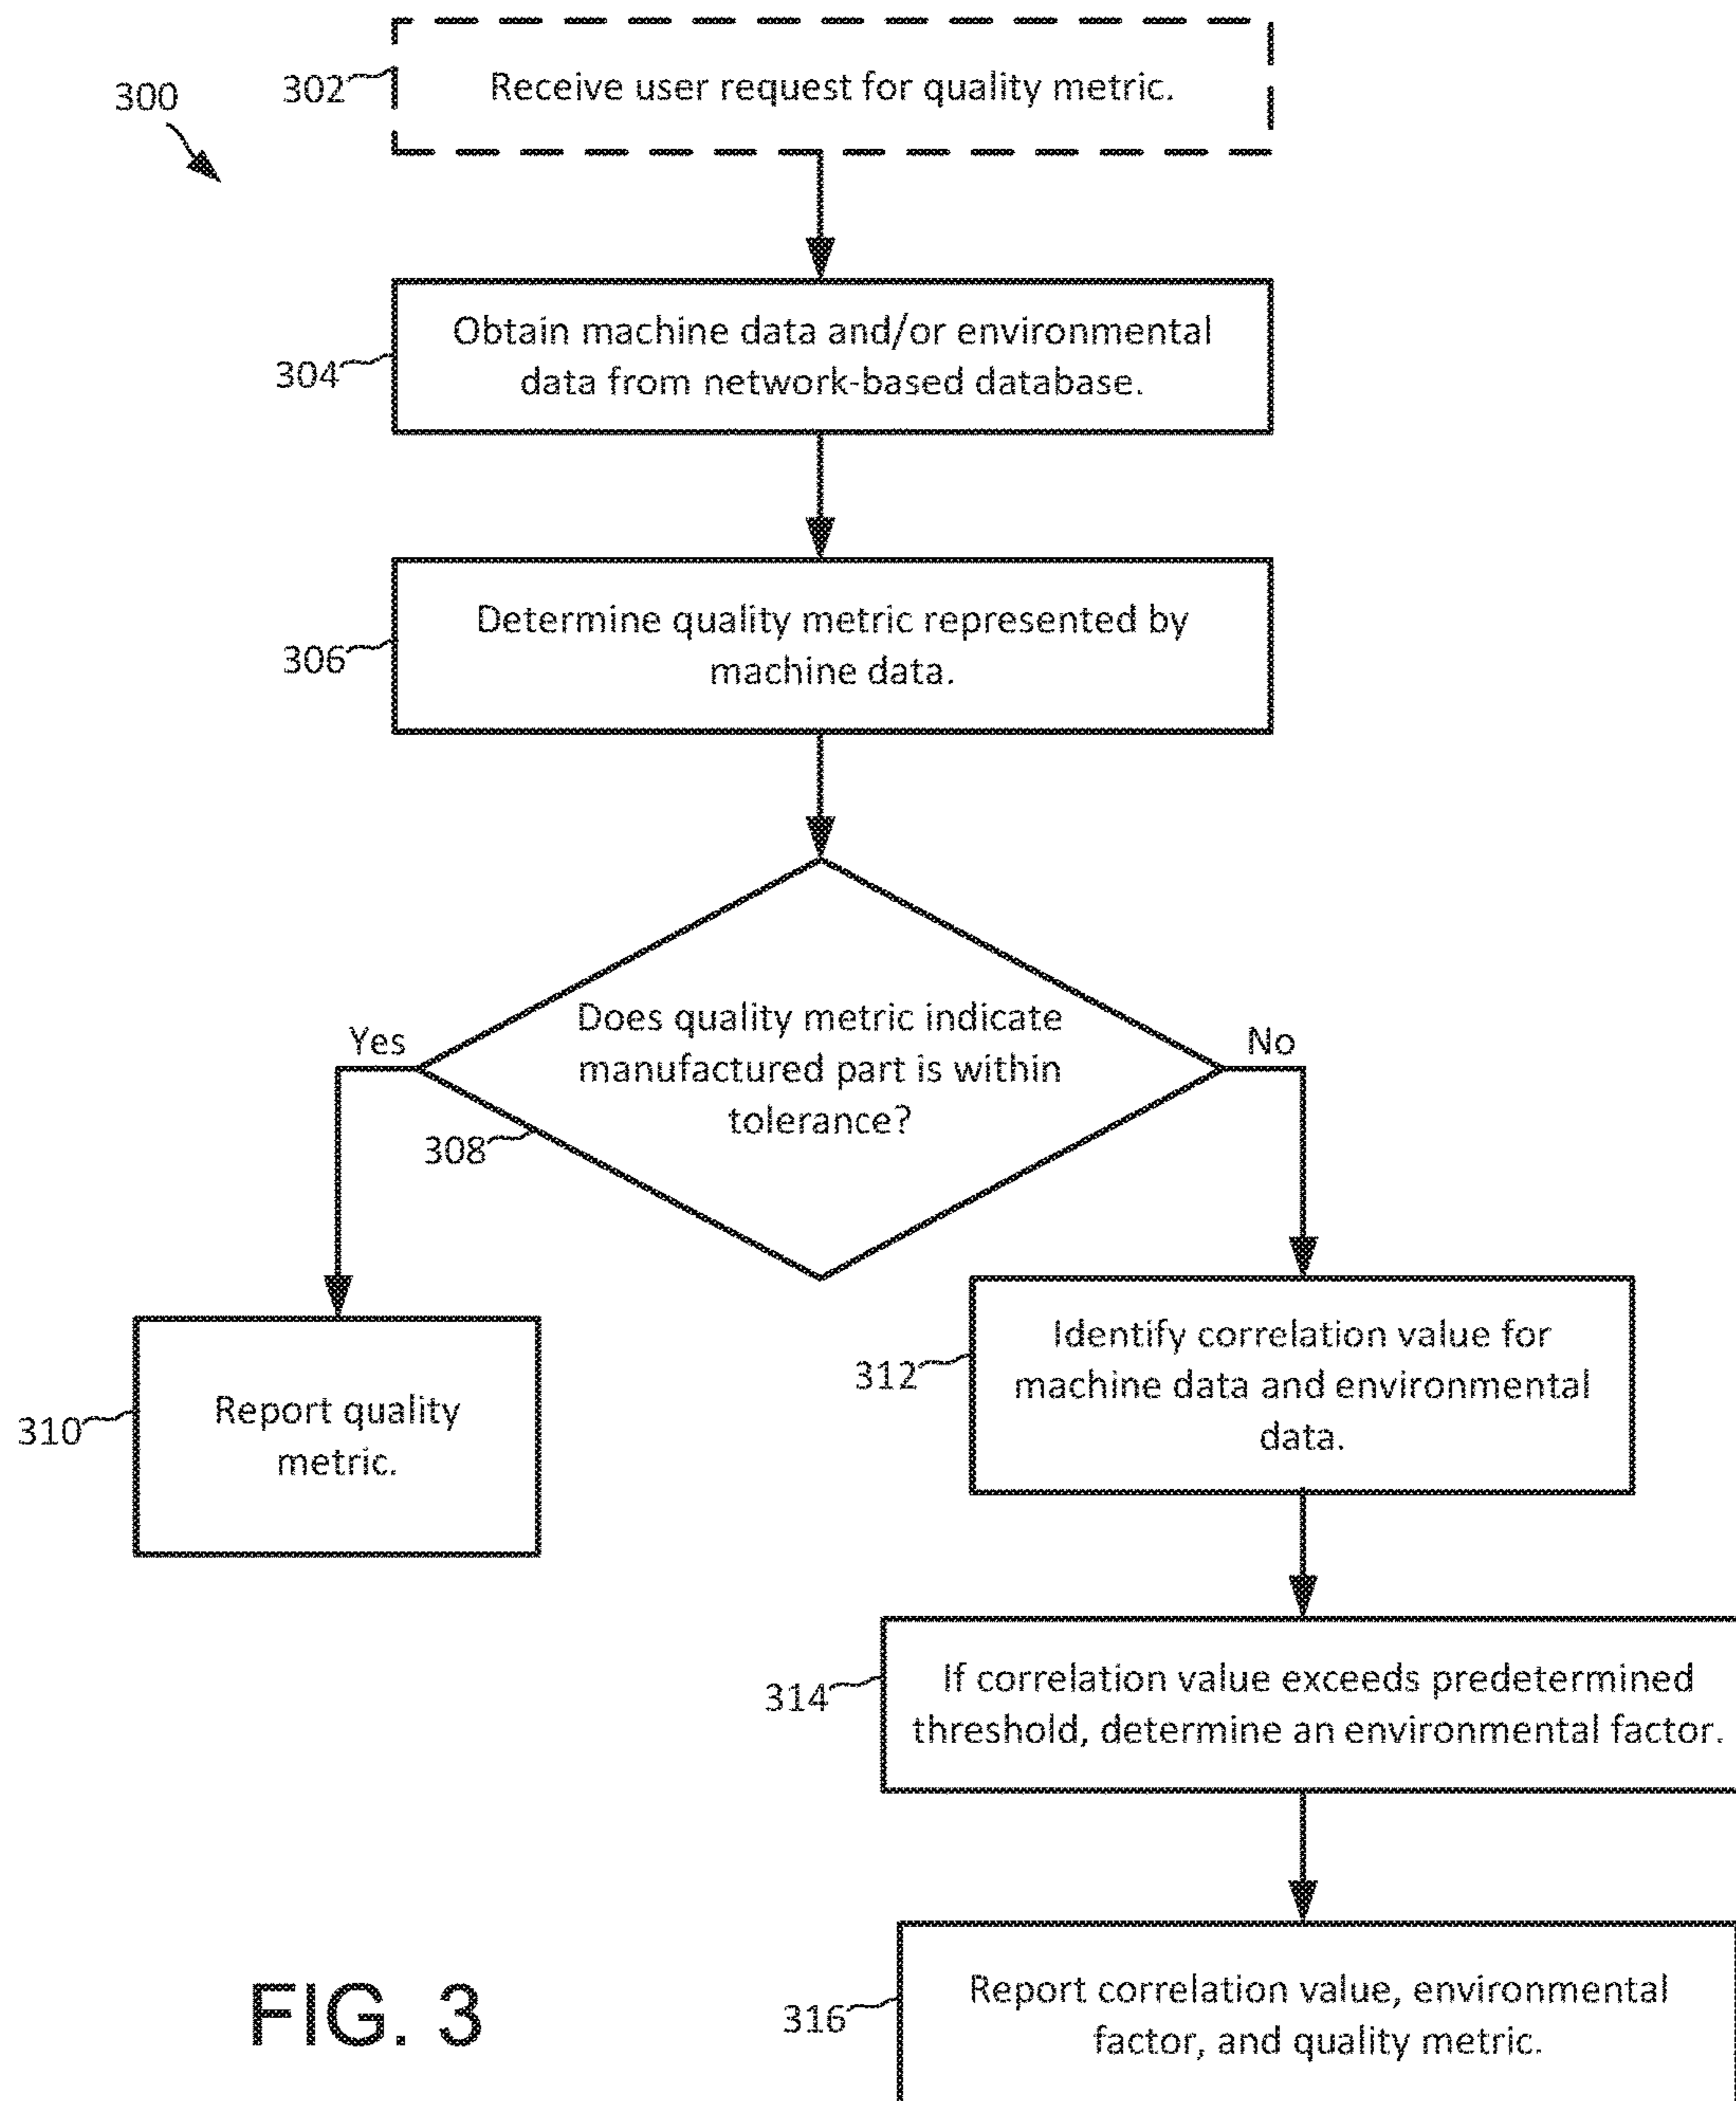 300
302
Receive user request for quality metric.
304
Obtain machine data and/or environmental
data from network-based database.
306
Determine quality metric represented by
machine data.
308
Does quality metric indicate
manufactured part is within
tolerance?
Yes
No
310
Report quality
metric.
312
Identify correlation value for
machine data and environmental
data.
314
If correlation value exceeds predetermined
threshold, determine an environmental factor.
316
Report correlation value, environmental
factor, and quality metric.
FIG. 3